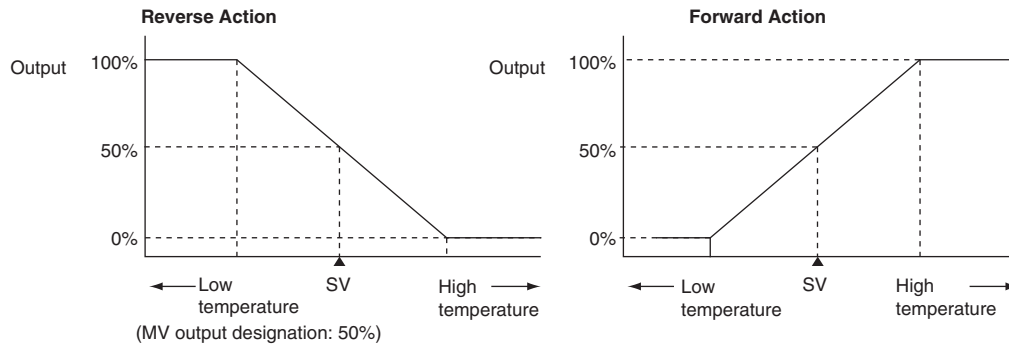 Reverse Action
Output
100%
50%
0%
Low
temperature
SV
High
temperature
(MV output designation: 50%)
Forward Action
Output
100%
50%
0%
Low
temperature
SV
High
temperature